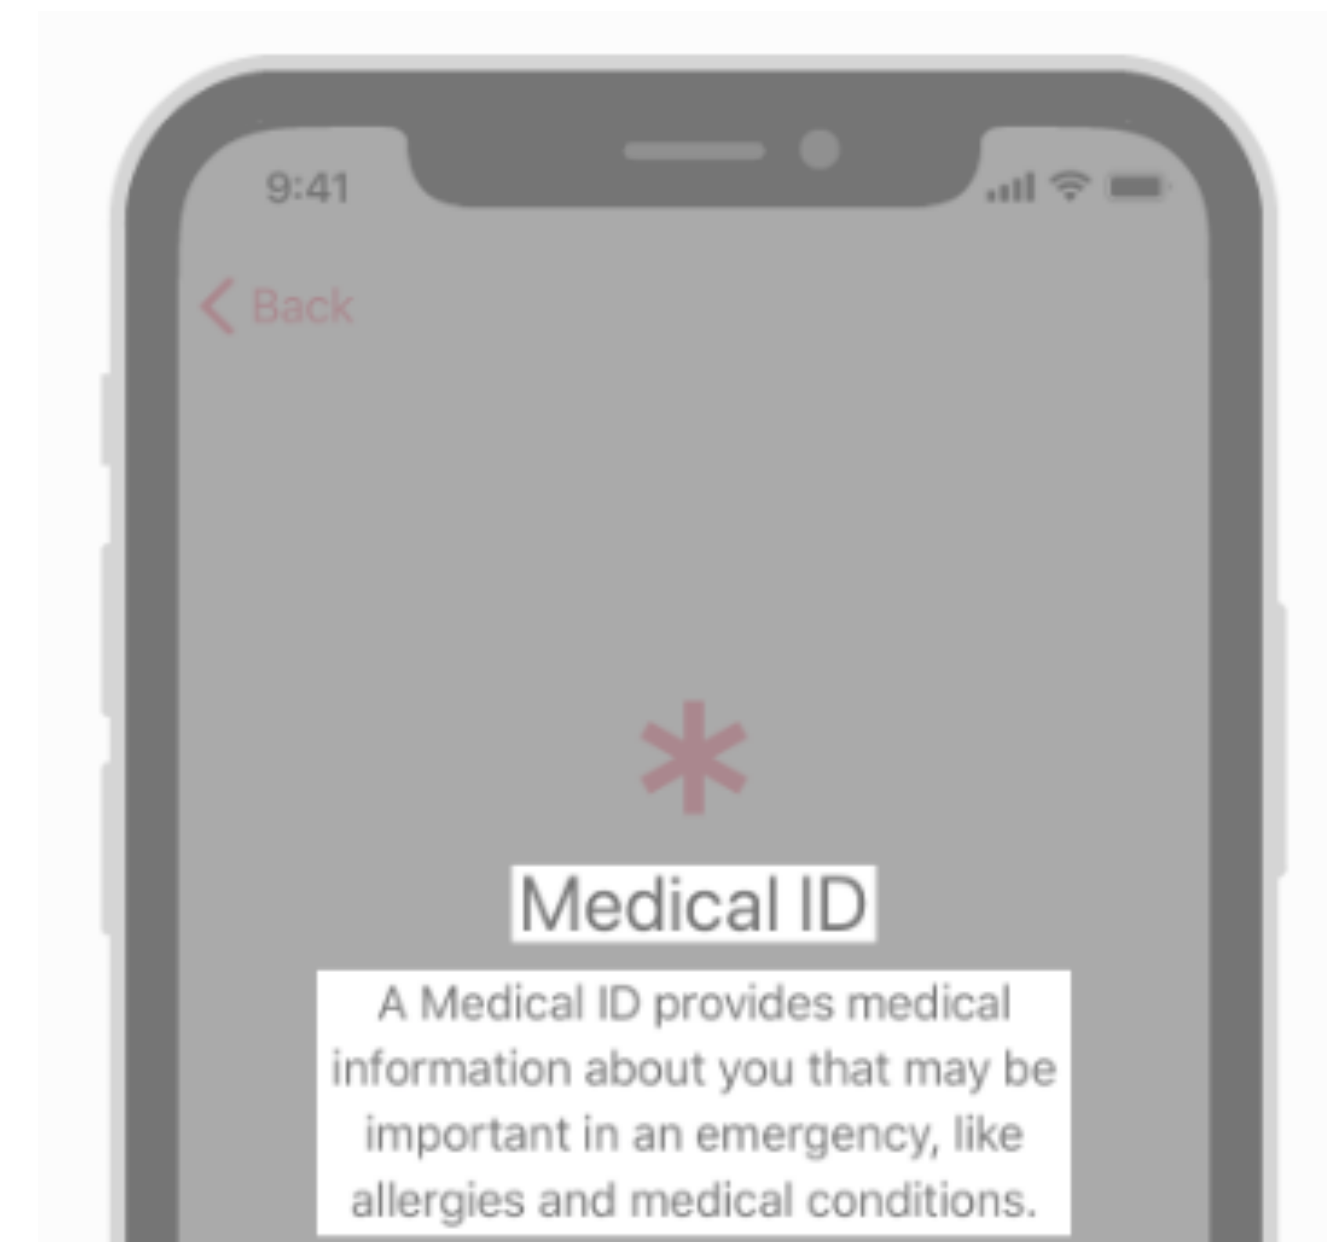 9:41
Back
Medical ID
A Medical ID provides medical
information about you that may be
important in an emergency, like
allergies and medical conditions.